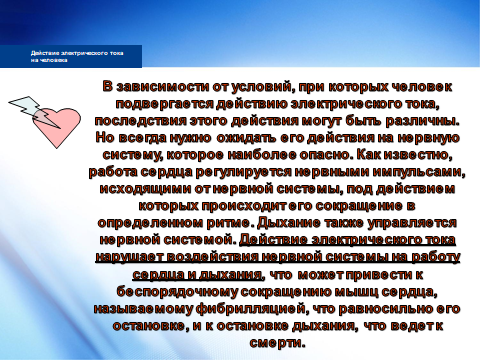 Действие электрического тока
на человека
В зависимости от условий, при которых человек
подвергается действию электрического тока,
последствия этого действия могут быть различны.
Но всегда нужно ожидать его действия на нервную
систему, которое наиболее опасно. Как известно,
работа сердца регулируется нервными импульсами,
исходящими от нервной системы, под действием
которых происходит его сокращение в
определенном ритме. Дыхание также управляется
нервной системой. Действие электрического тока
нарушает воздействия нервной системы на работу
сердца и дыхания, что может привести к
беспорядочному сокращению мышц сердца,
называемому фибрилляцией, что равносильно его
остановке, и к остановке дыхания, что ведет к
смерти.